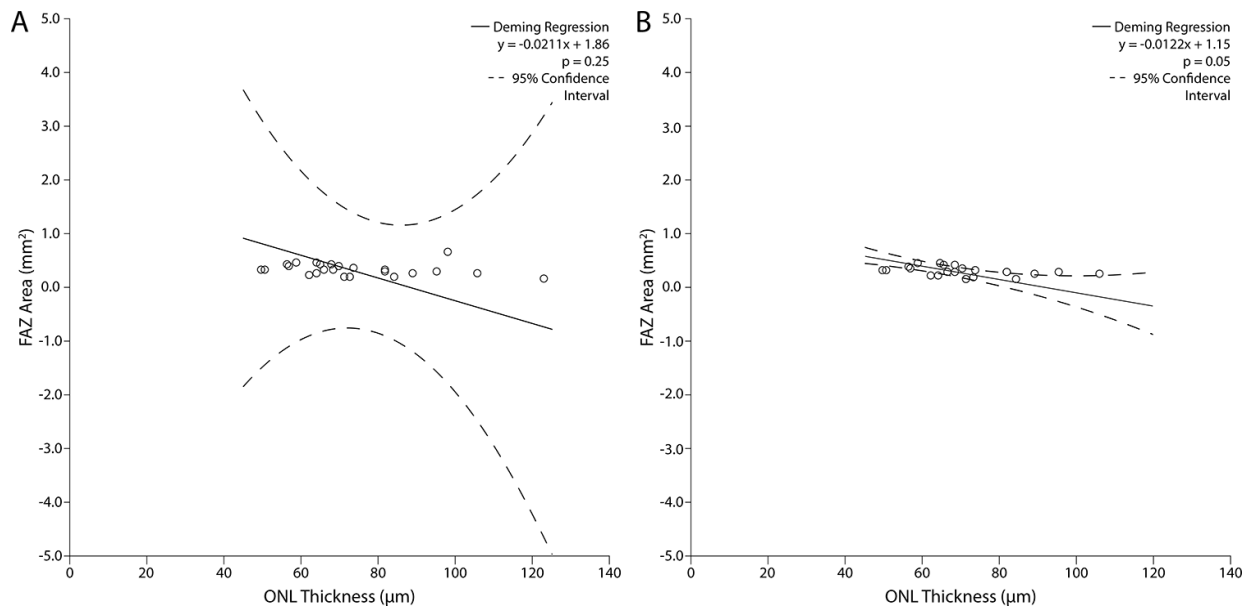 A
5.0
4.0
3.0
2.0
1.0
0.0
-1.0
-2.0
-3.0
-4.0
-5.0
FAZ Area (mm²)
0 20 40 60 80 100 120 140
ONL Thickness (µm)
Deming Regression
y = -0.0211x + 1.86
p = 0.25
95% Confidence
Interval
B
5.0
4.0
3.0
2.0
1.0
0.0
-1.0
-2.0
-3.0
-4.0
-5.0
FAZ Area (mm²)
0 20 40 60 80 100 120 140
ONL Thickness (µm)
Deming Regression
y = -0.0122x + 1.15
p = 0.05
95% Confidence
Interval